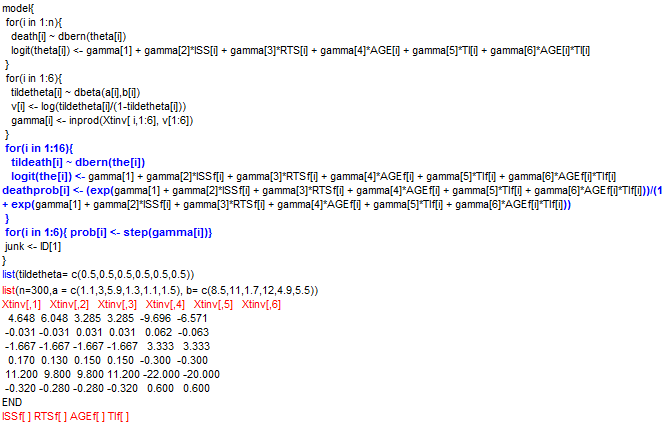 model{
for(i in 1:n){
death[i] ~ dbern(theta[i])
logit(theta[i]) <- gamma[1] + gamma[2]*ISS[i] + gamma[3]*RTS[i] + gamma[4]*AGE[i] + gamma[5]*TI[i] + gamma[6]*AGE[i]*TI[i]
}
for(i in 1:6){
tildetheta[i] ~ dbeta(a[i],b[i])
v[i] <- log(tildetheta[i]/(1-tildetheta[i]))
gamma[i] <- inprod(Xtinv[ i,1:6], v[1:6])
}
for(i in 1:16){
tildeath[i] ~ dbern(the[i])
logit(the[i]) <- gamma[1] + gamma[2]*ISSf[i] + gamma[3]*RTSf[i] + gamma[4]*AGEf[i] + gamma[5]*TIf[i] + gamma[6]*AGEf[i]*TIf[i]
deathprob[i] <- (exp(gamma[1] + gamma[2]*ISSf[i] + gamma[3]*RTSf[i] + gamma[4]*AGEf[i] + gamma[5]*TIf[i] + gamma[6]*AGEf[i]*TIf[i]))/(1
+ exp(gamma[1] + gamma[2]*ISSf[i] + gamma[3]*RTSf[i] + gamma[4]*AGEf[i] + gamma[5]*TIf[i] + gamma[6]*AGEf[i]*TIf[i]))
}
for(i in 1:6){ prob[i] <- step(gamma[i])}
junk <- ID[1]
}
list(tildetheta= c(0.5,0.5,0.5,0.5,0.5,0.5))
list(n=300,a = c(1.1,3,5.9,1.3,1.1,1.5), b= c(8.5,11,1.7,12,4.9,5.5))
Xtinv[,1] Xtinv[,2] Xtinv[,3] Xtinv[,4] Xtinv[,5] Xtinv[,6]
4.648 6.048 3.285 3.285 -9.696 -6.571
-0.031 -0.031 0.031 0.031 0.062 -0.063
-1.667 -1.667 -1.667 -1.667 3.333 3.333
0.170 0.130 0.150 0.150 -0.300 -0.300
11.200 9.800 9.800 11.200 -22.000 -20.000
-0.320 -0.280 -0.280 -0.320 0.600 0.600
END
ISSf[ ] RTSf[ ] AGEf[ ] TIf[ ]